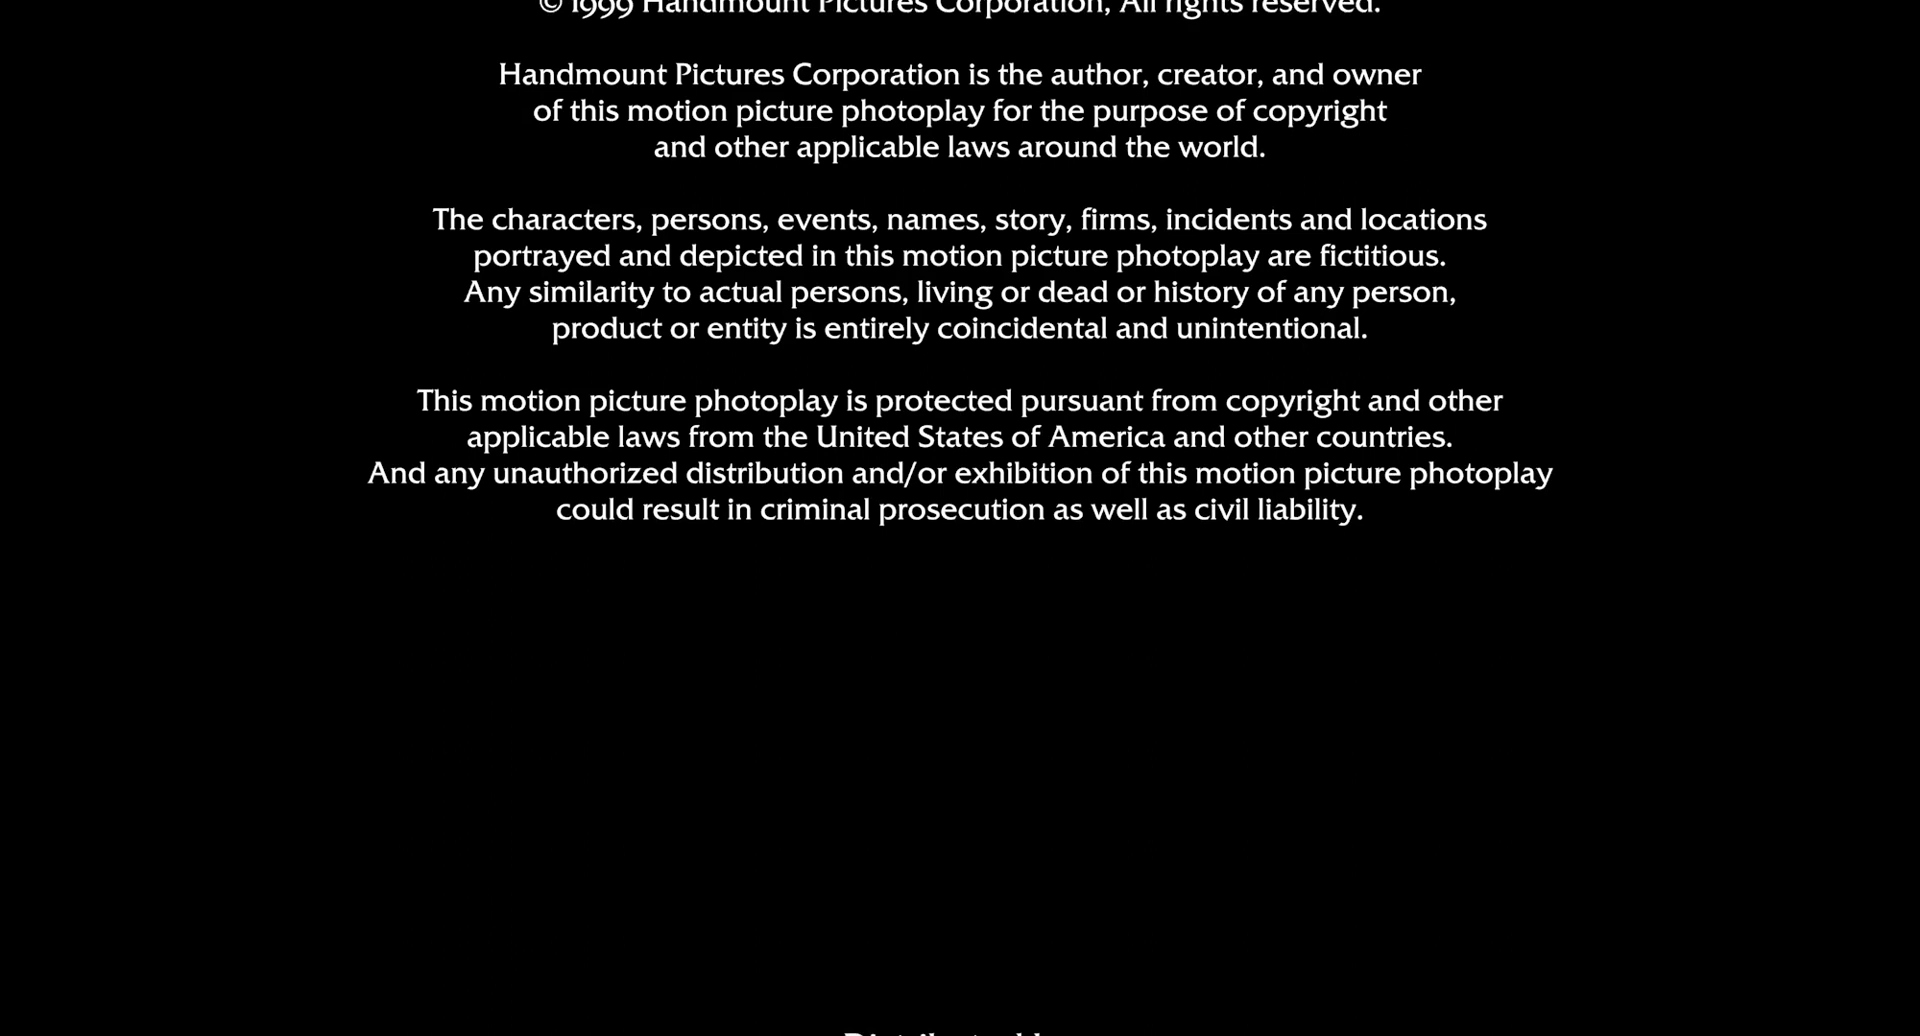 © 1999 Handmount Pictures Corporation, All rights reserved.
Handmount Pictures Corporation is the author, creator, and owner
of this motion picture photoplay for the purpose of copyright
and other applicable laws around the world.
The characters, persons, events, names, story, firms, incidents and locations
portrayed and depicted in this motion picture photoplay are fictitious.
Any similarity to actual persons, living or dead or history of any person,
product or entity is entirely coincidental and unintentional.
This motion picture photoplay is protected pursuant from copyright and other
applicable laws from the United States of America and other countries.
And any unauthorized distribution and/or exhibition of this motion picture photoplay
could result in criminal prosecution as well as civil liability.